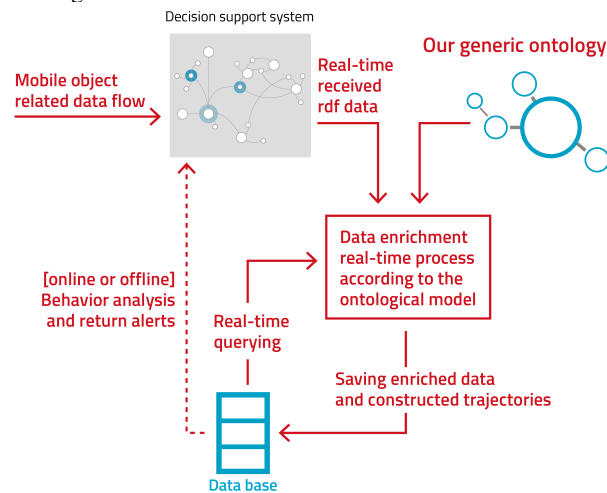 Decision support system
Our generic ontology
Mobile object
related data flow
Real-time
received
rdf data
Data enrichment
real-time process
according to the
ontological model
[online or offline]
Behavior analysis
and return alerts
Real-time
querying
Saving enriched data
and constructed trajectories
Data base